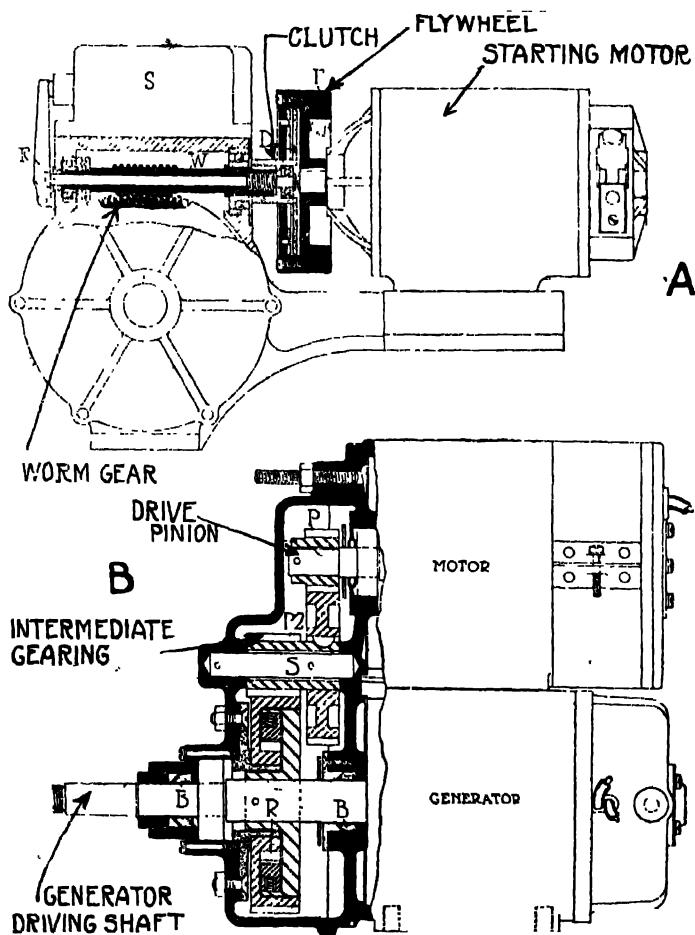 CLUTCH
FLYWHEEL
STARTING MOTOR
S
D
W
A
WORM GEAR
DRIVE
PINION
P
B
MOTOR
INTERMEDIATE
GEARING
P2
S
B
R
B
GENERATOR
GENERATOR
DRIVING SHAFT